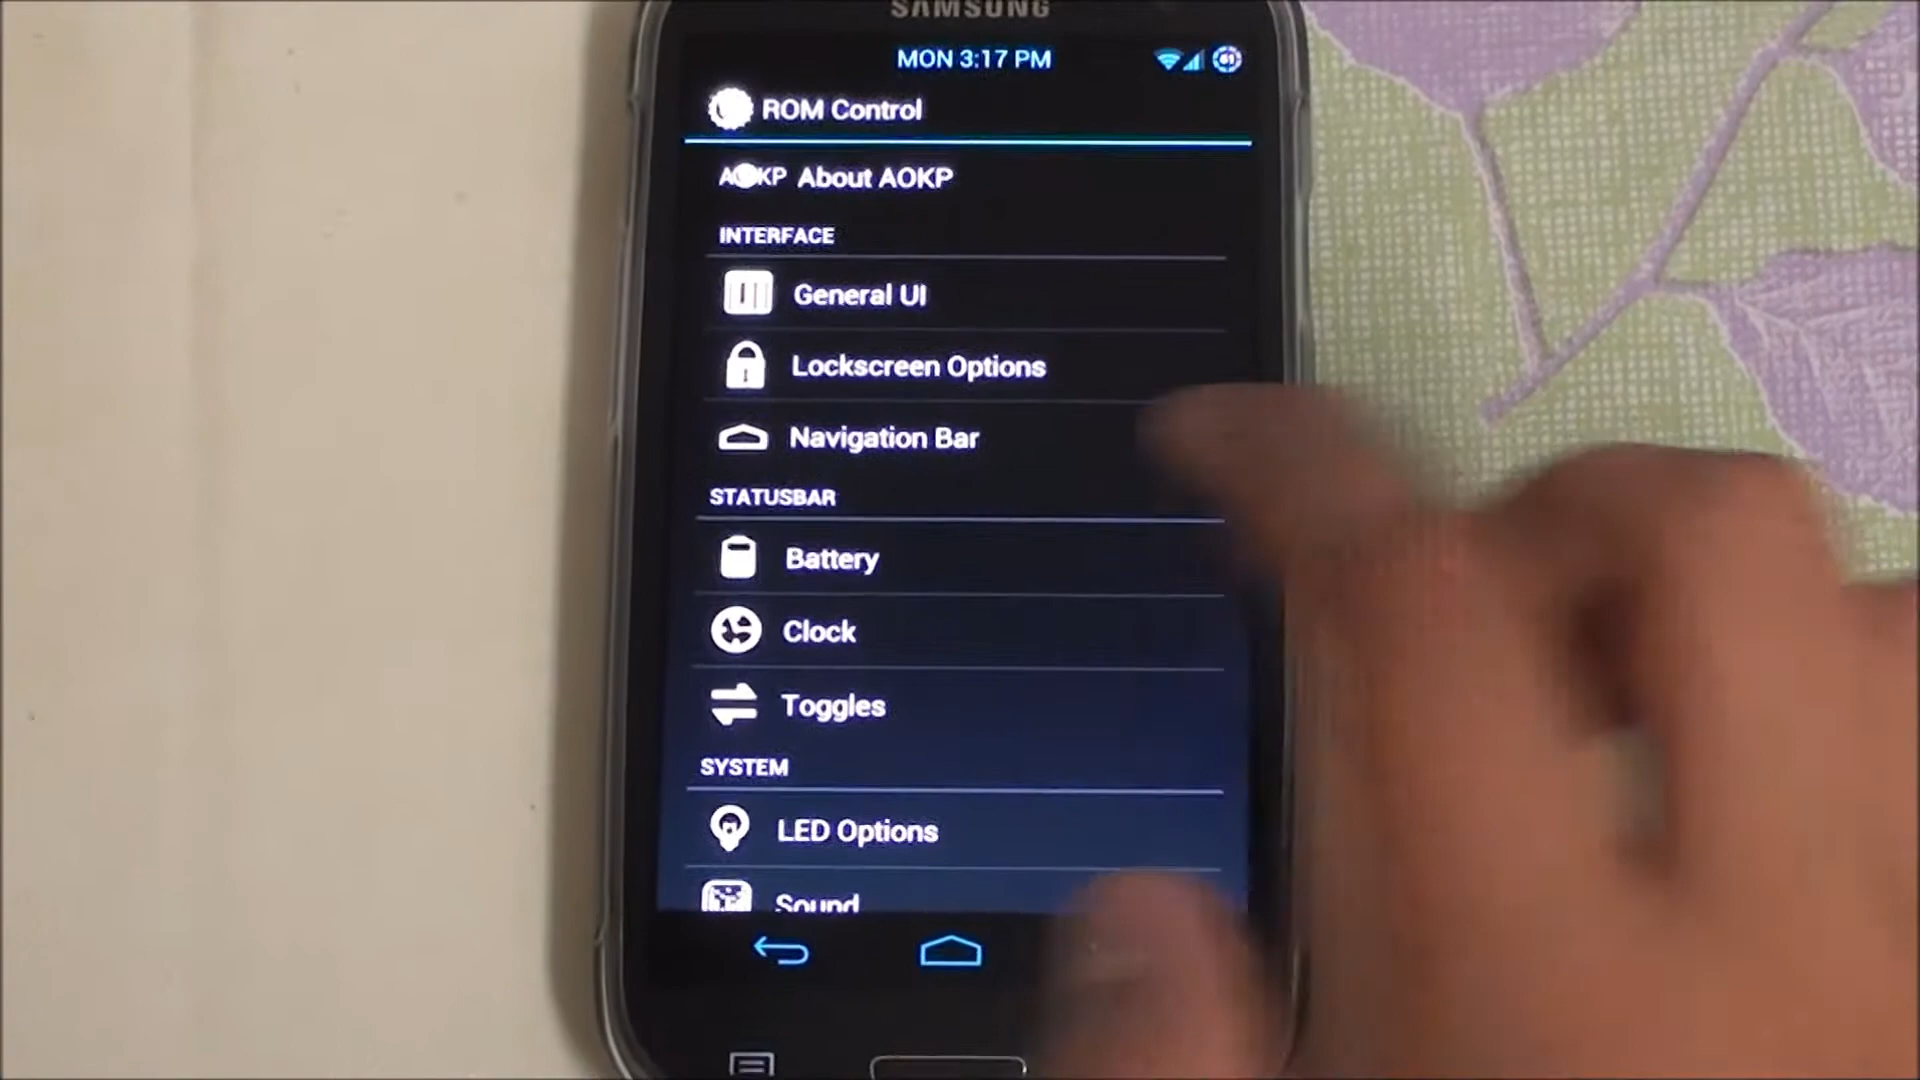 SAMSUNG
MON 3:17 PM
ROM Control
AOKP About AOKP
INTERFACE
General UI
Lockscreen Options
Navigation Bar
STATUSBAR
Battery
Clock
Toggles
SYSTEM
LED Options
Sound